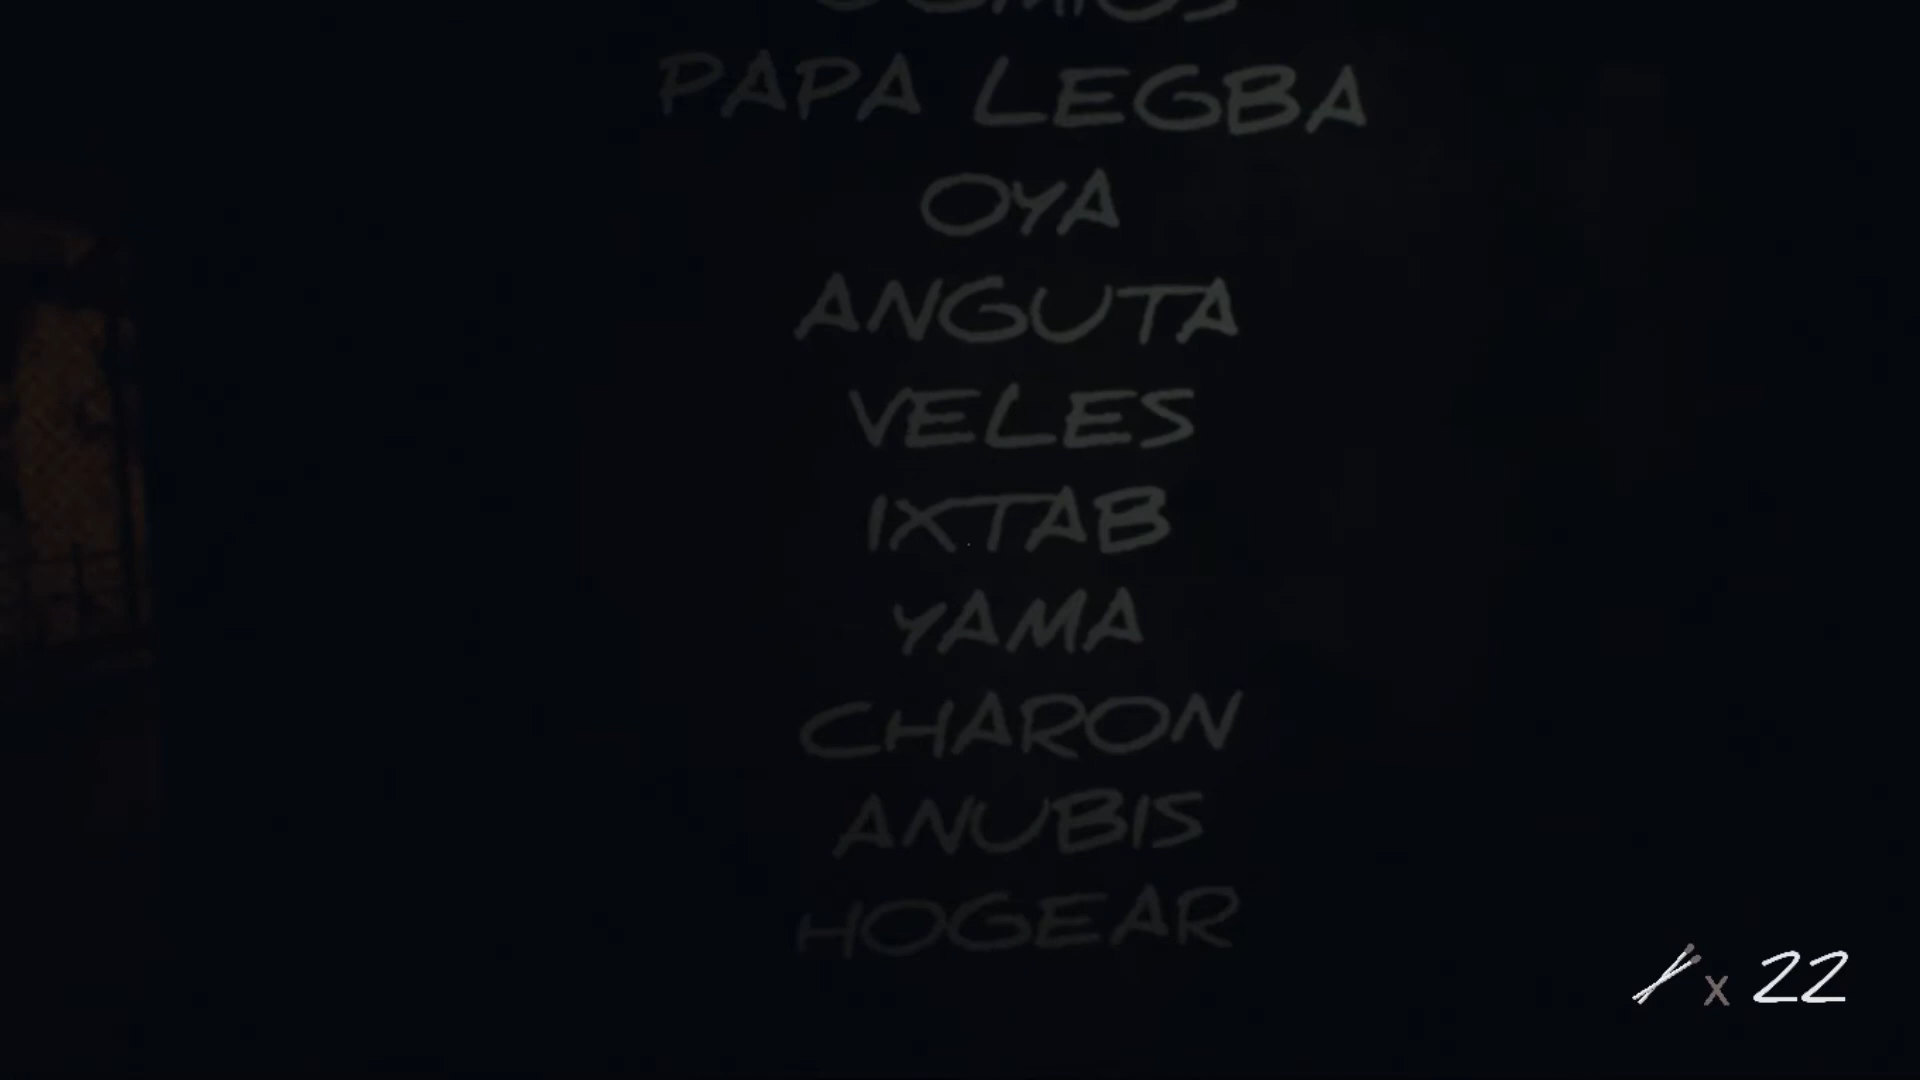 PAPA LEGBA
OYA
ANGUTA
VELES
IXTAB
YAMA
CHARON
ANUBIS
HOGEAR
x 22